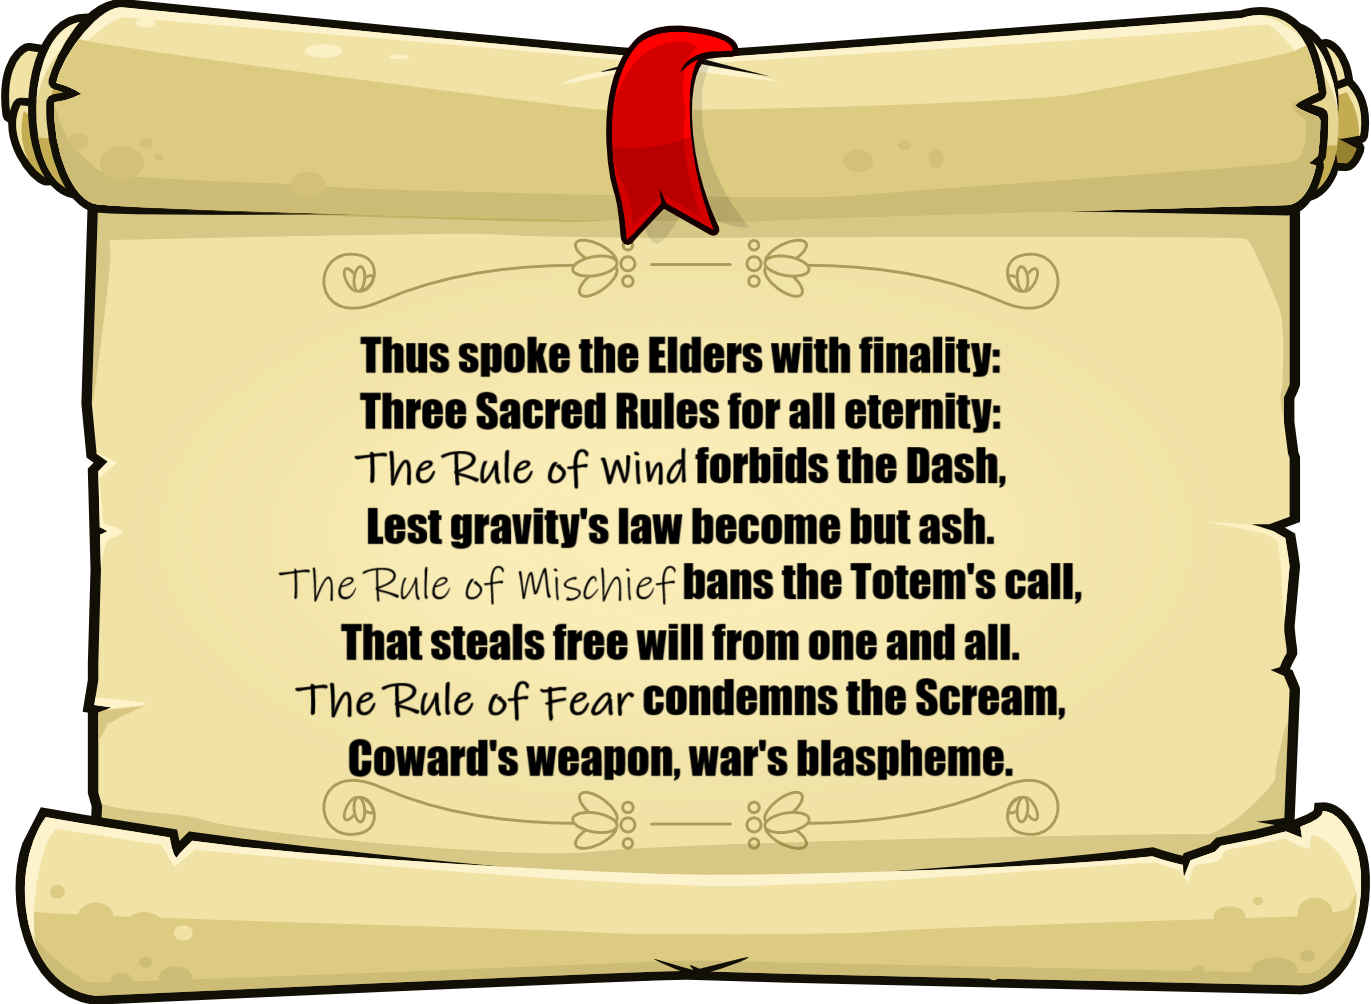 Thus spoke the Elders with finality:
Three Sacred Rules for all eternity:
The Rule of Wind forbids the Dash,
Lest gravity's law become but ash.
The Rule of Mischief bans the Totem's call,
That steals free will from one and all.
The Rule of Fear condemns the Scream,
Coward's weapon, war's blaspheme.